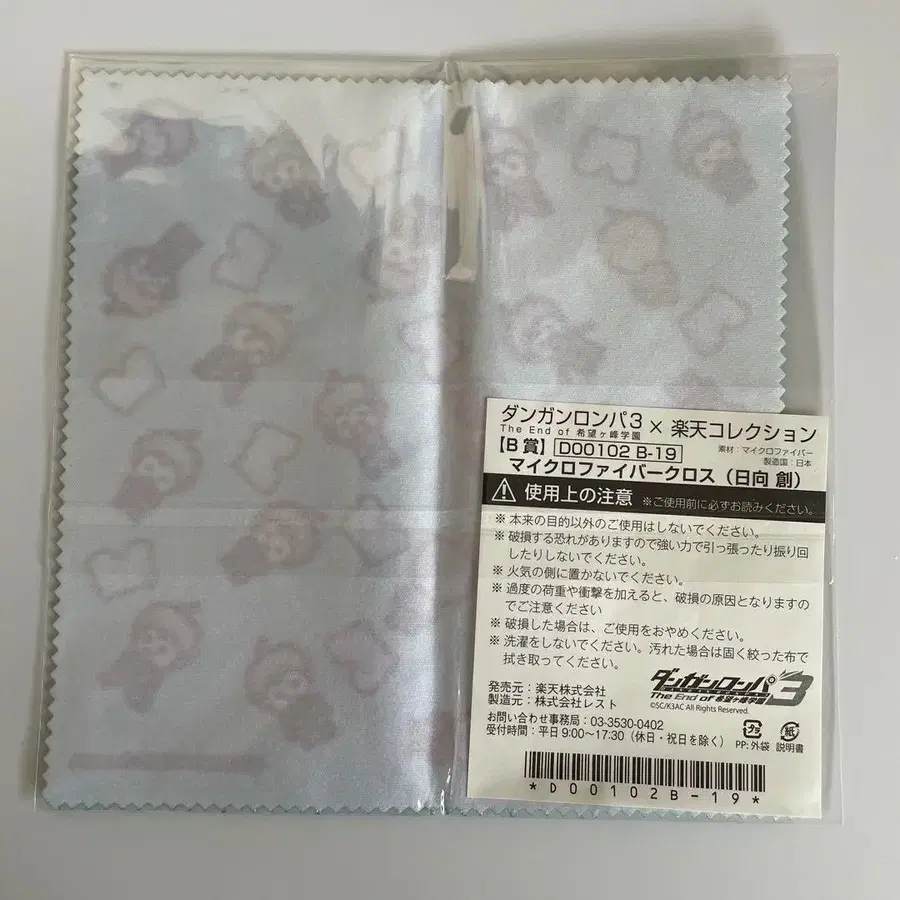 ダンガンロンパ3 × 楽天コレクション
The End of 希望ヶ峰学園
【B 賞】 D00102 B-19
素材：マイクロファイバー
製造国：日本
マイクロファイバークロス（日向 創）
使用上の注意 ※ご使用前に必ずお読みください。
※ 本来の目的以外のご使用はしないでください。
※ 破損する恐れがありますので強い力で引っ張ったり振り回
したりしないでください。
※ 火気の側に置かないでください。
※ 過度の荷重や衝撃を加えると、破損の原因となりますの
でご注意ください
※ 破損した場合は、ご使用をおやめください。
※ 洗濯をしないでください。汚れた場合は固く絞った布で
拭き取ってください。
ダンガンロンパ3
The End of 希望ヶ峰学園
©SC/K3AC All Rights Reserved.
発売元：楽天株式会社
製造元：株式会社レスト
お問い合わせ事務局：03-3530-0402
受付時間：平日 9:00〜17:30（休日・祝日を除く）
プラ 紙
PP: 外袋 説明書
*D00102B-19*